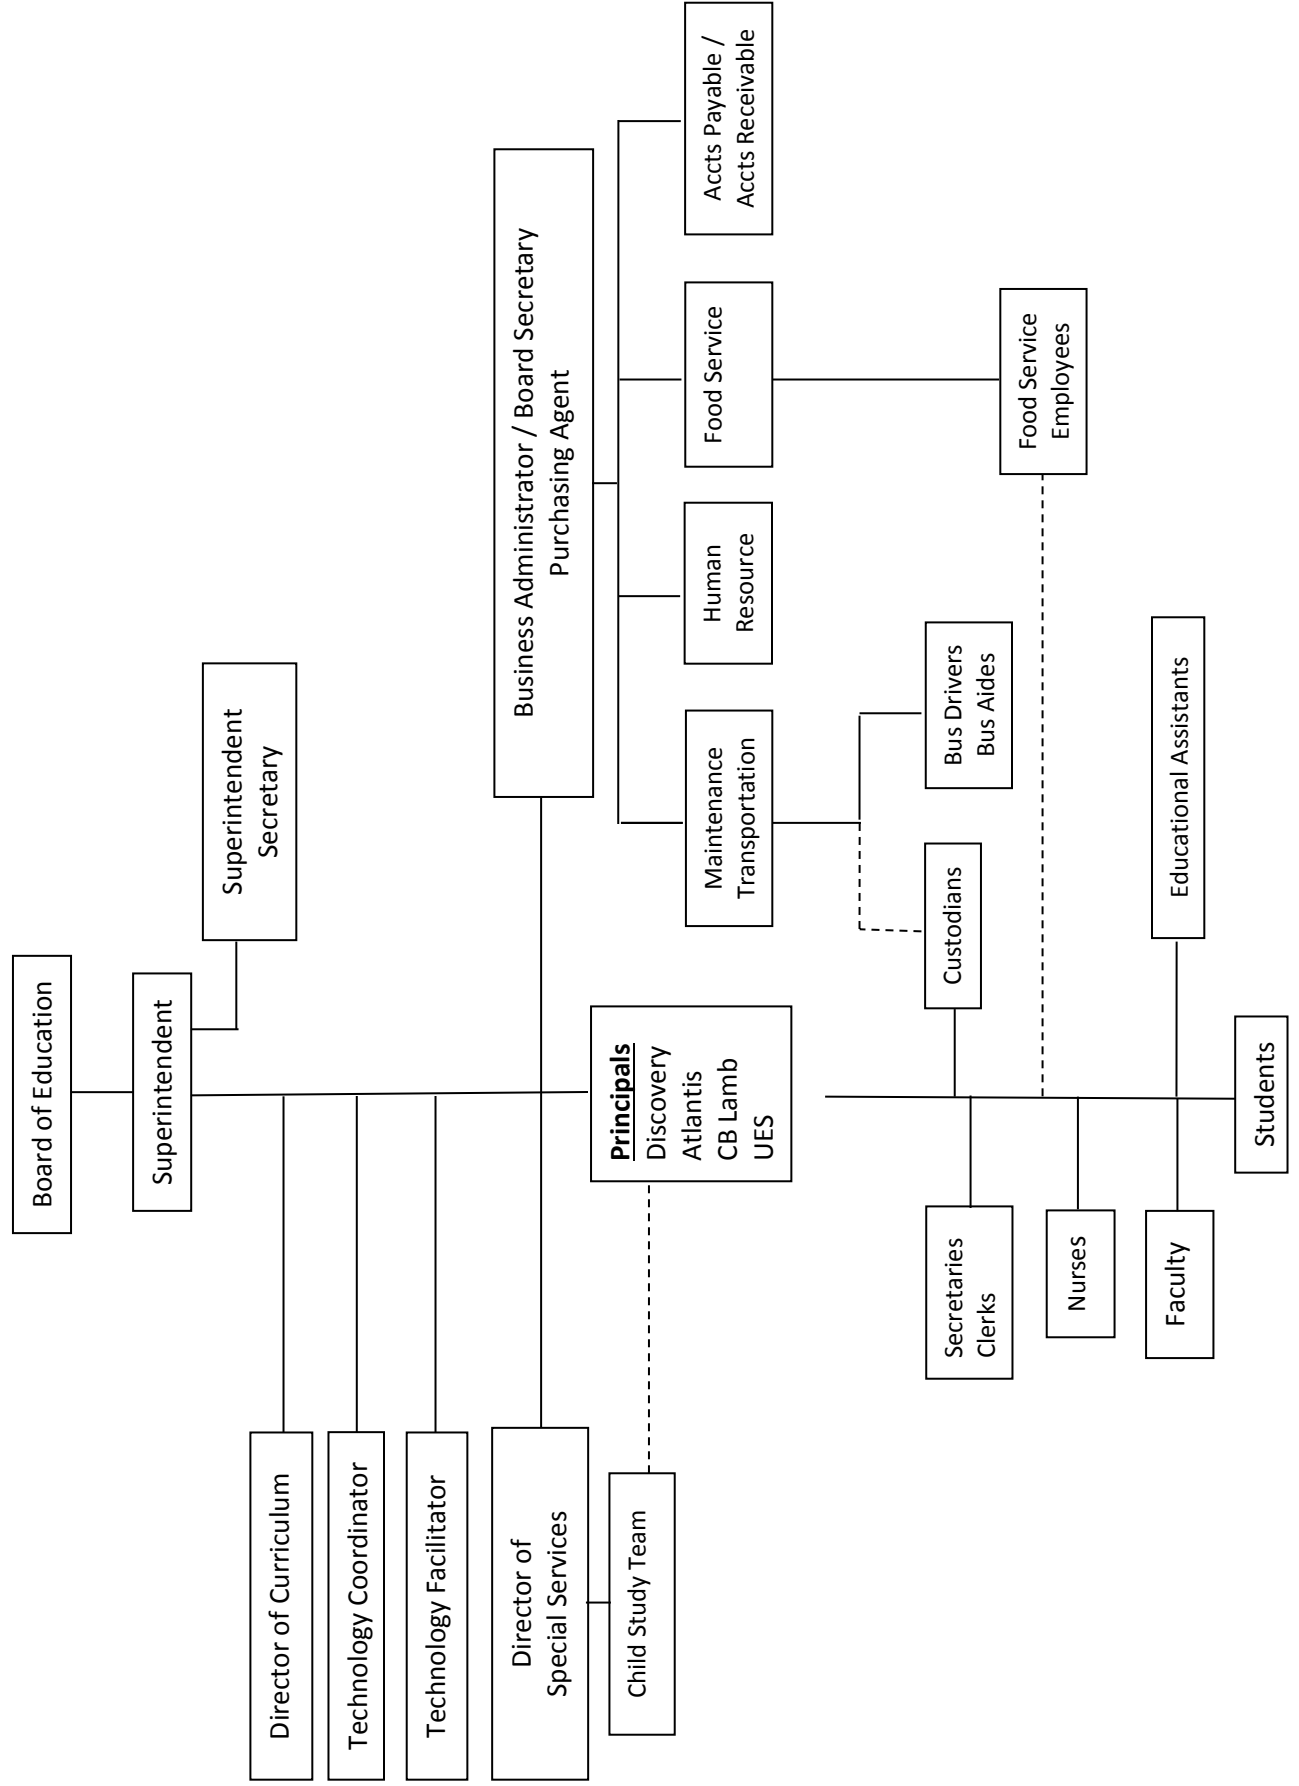 Board of Education
Superintendent
Superintendent
Secretary
Director of Curriculum
Technology Coordinator
Technology Facilitator
Director of
Special Services
Business Administrator / Board Secretary
Purchasing Agent
Child Study Team
Principals
Discovery
Atlantis
CB Lamb
UES
Maintenance
Transportation
Human
Resource
Food Service
Accts Payable /
Accts Receivable
Secretaries
Clerks
Custodians
Bus Drivers
Bus Aides
Food Service
Employees
Nurses
Faculty
Educational Assistants
Students